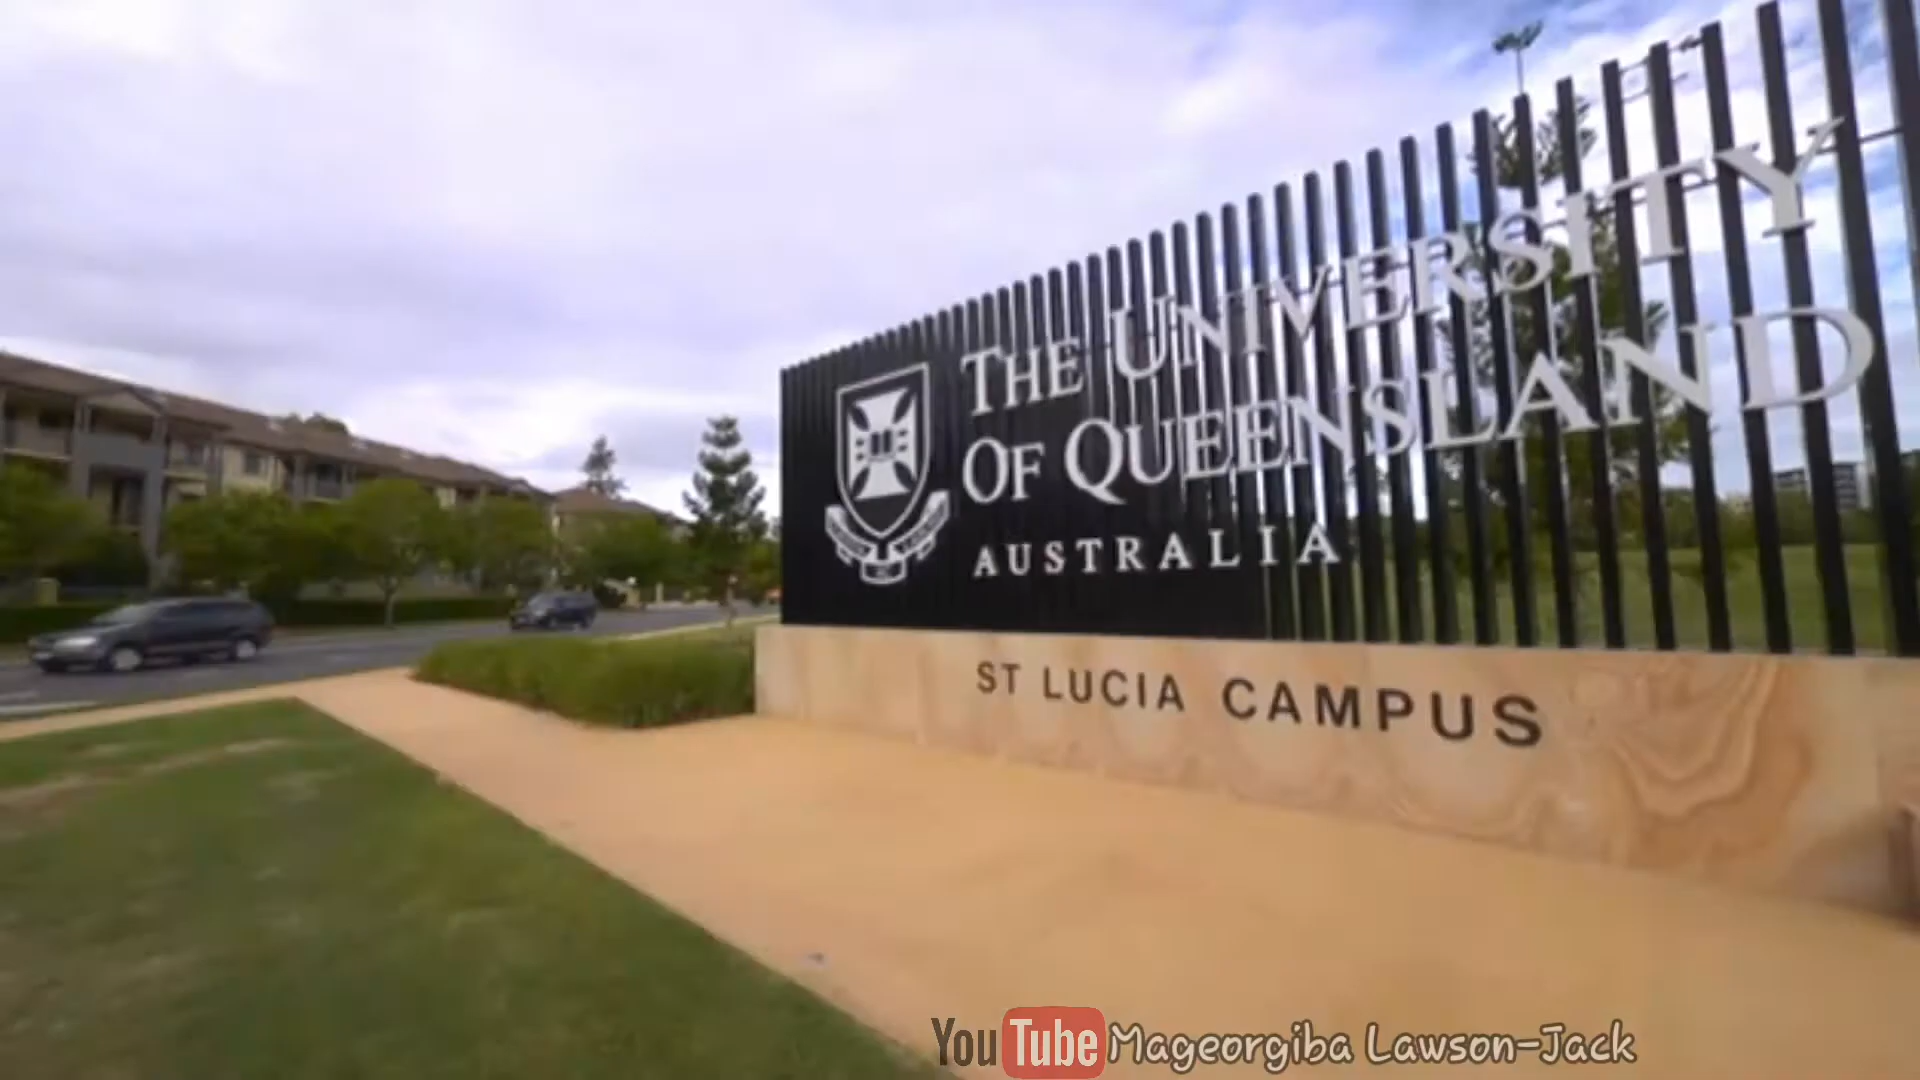 THE UNIVERSITY
OF QUEENSLAND
AUSTRALIA
ST LUCIA CAMPUS
YouTube Mageorgiba Lawson-Jack